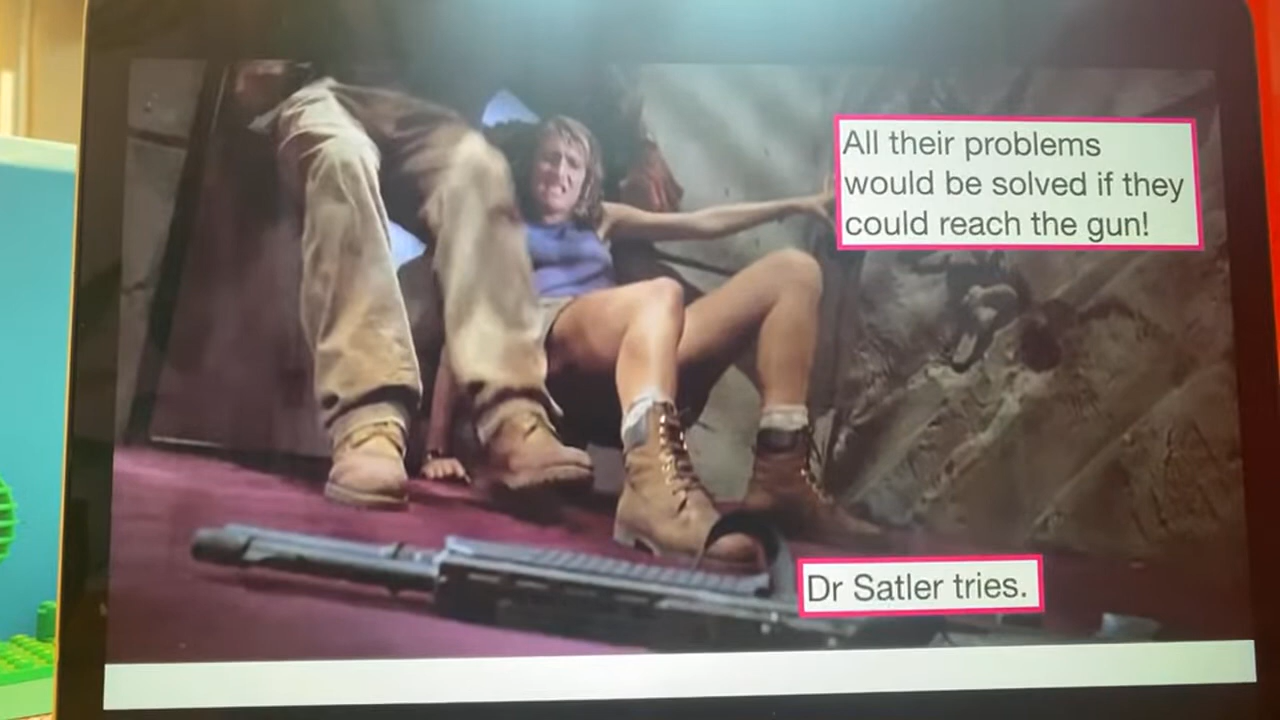 All their problems
would be solved if they
could reach the gun!
Dr Satler tries.